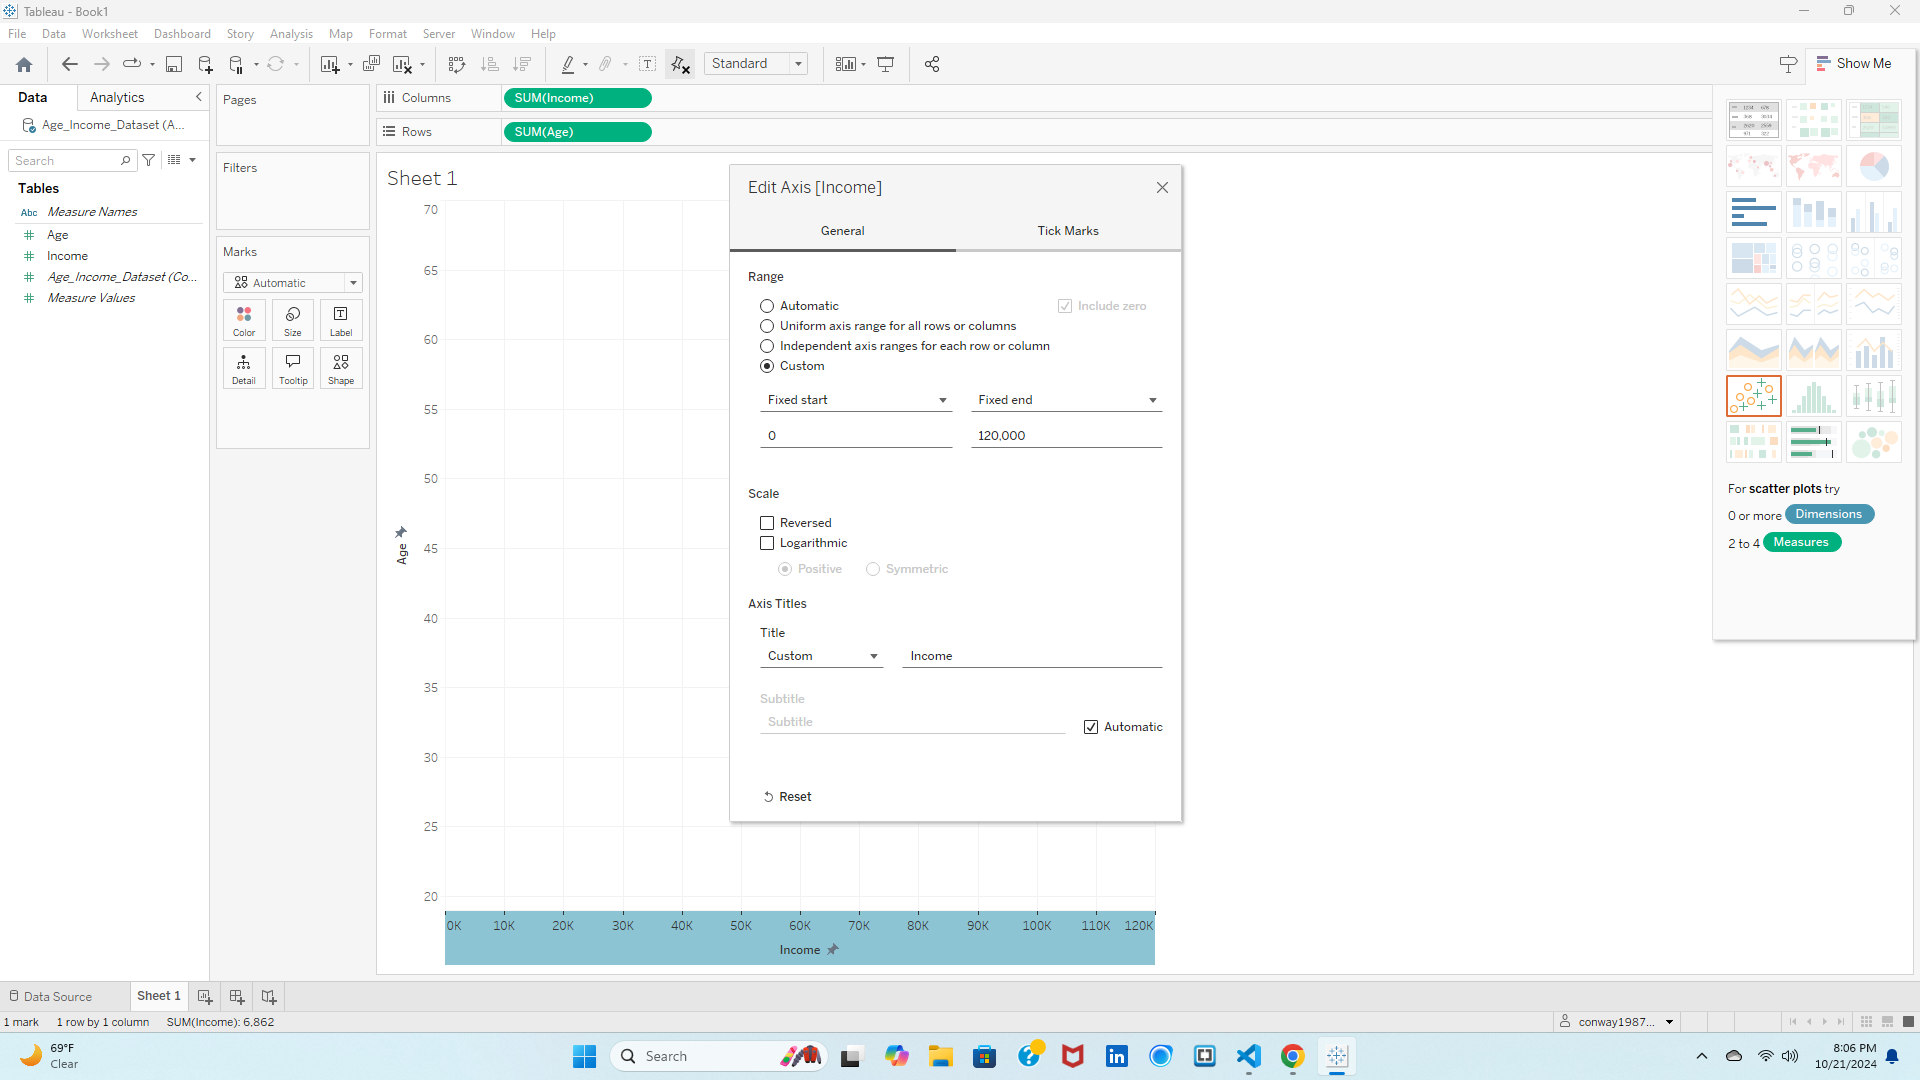 Tableau - Book1
File Data Worksheet Dashboard Story Analysis Map Format Server Window Help
Standard
Show Me
Data Analytics
Age_Income_Dataset (A...
Search
Tables
Abc Measure Names
Age
Income
Age_Income_Dataset (Co...
Measure Values
Pages
Filters
Marks
Automatic
Color Size Label
Detail Tooltip Shape
Columns SUM(Income)
Rows SUM(Age)
Sheet 1
70
65
60
55
50
45
40
35
30
25
20
Age
0K 10K 20K 30K 40K 50K 60K 70K 80K 90K 100K 110K 120K
Income
Edit Axis [Income]
General Tick Marks
Range
Automatic Include zero
Uniform axis range for all rows or columns
Independent axis ranges for each row or column
Custom
Fixed start Fixed end
0 120,000
Scale
Reversed
Logarithmic
Positive Symmetric
Axis Titles
Title
Custom Income
Subtitle
Subtitle Automatic
Reset
For scatter plots try
0 or more Dimensions
2 to 4 Measures
Data Source Sheet 1
1 mark 1 row by 1 column SUM(Income): 6,862
conway1987...
69°F
Clear
Search
8:06 PM
10/21/2024